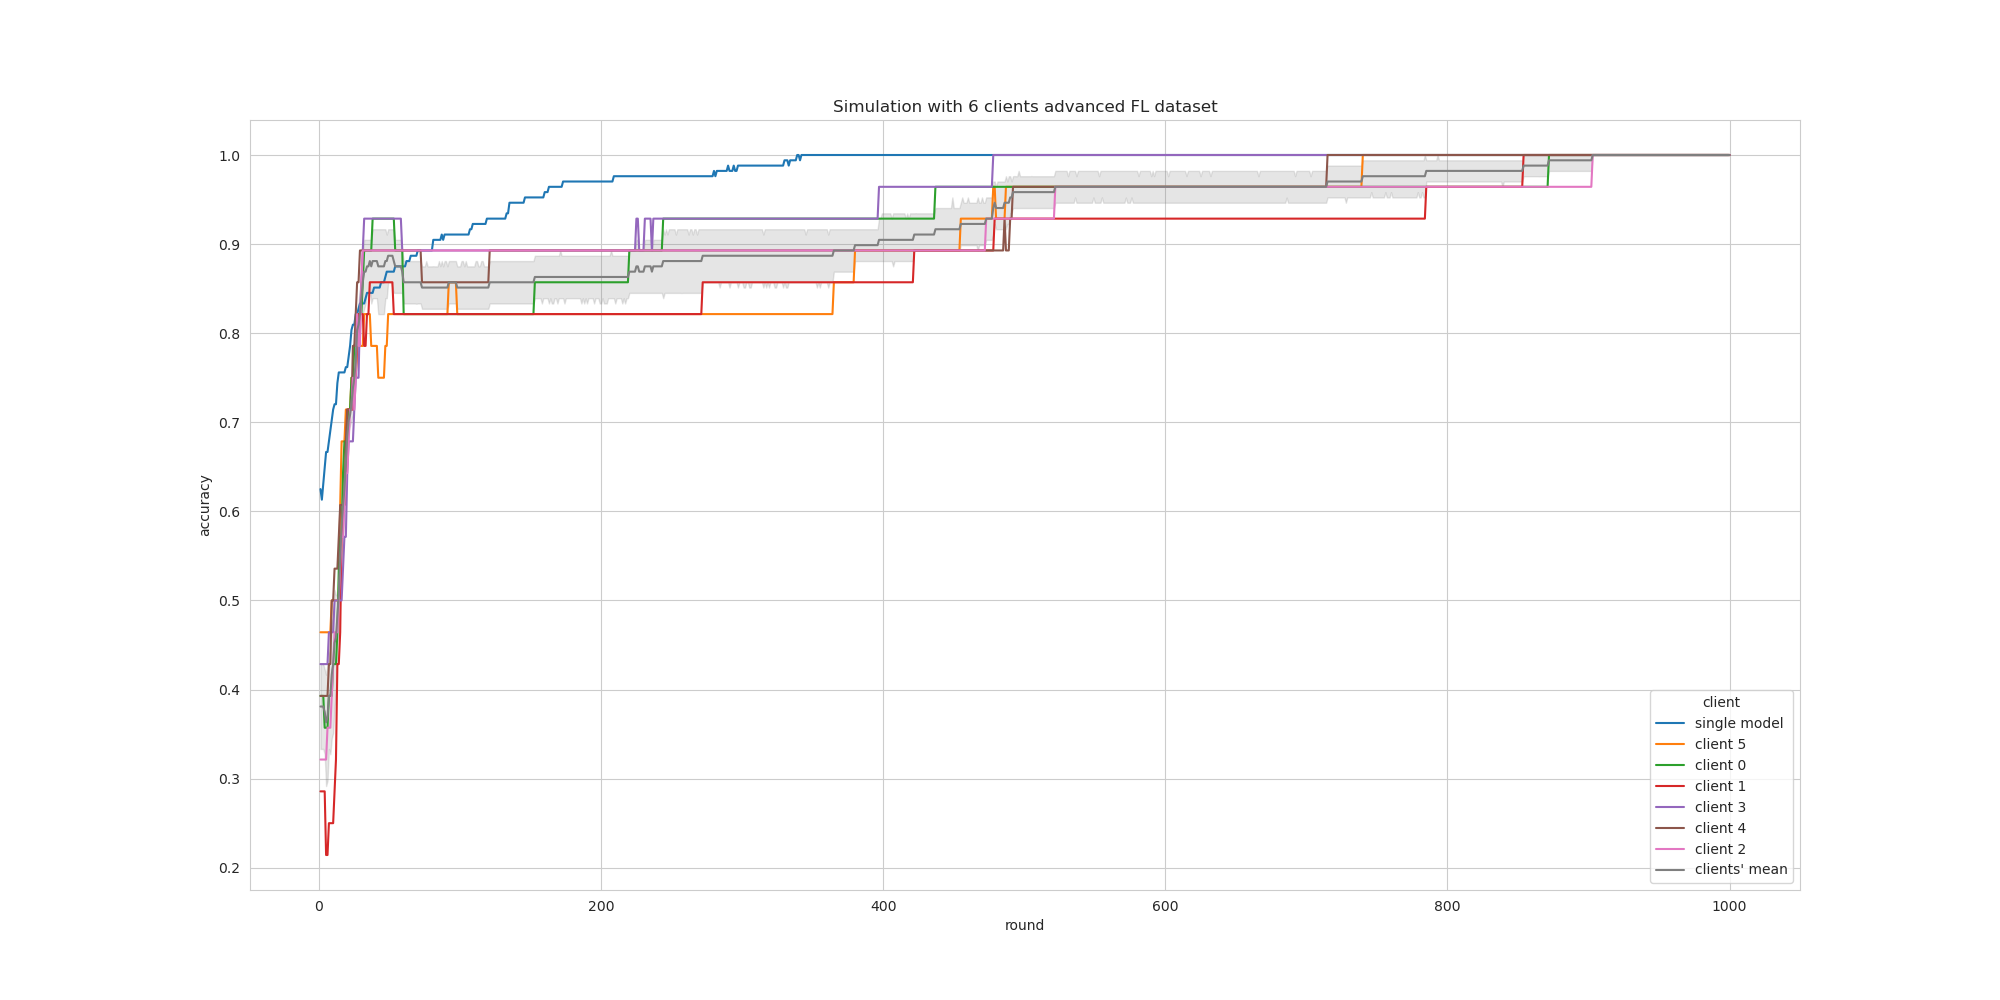 Simulation with 6 clients advanced FL dataset
accuracy
1.0
0.9
0.8
0.7
0.6
0.5
0.4
0.3
0.2
0
200
400
600
800
1000
round
client
single model
client 5
client 0
client 1
client 3
client 4
client 2
clients' mean